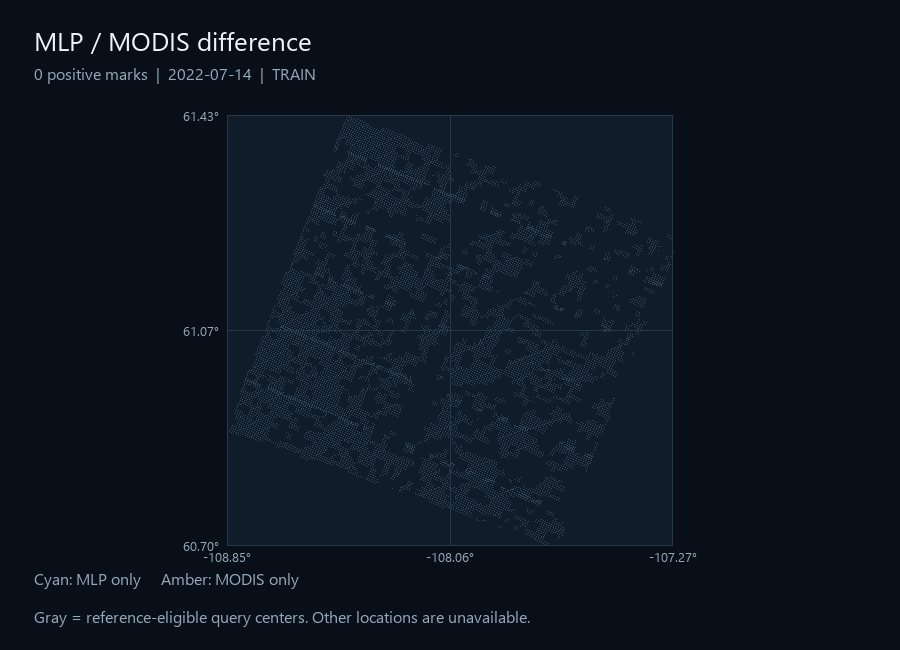 MLP / MODIS difference
0 positive marks | 2022-07-14 | TRAIN
61.43°
61.07°
60.70°
-108.85° -108.06° -107.27°
Cyan: MLP only Amber: MODIS only
Gray = reference-eligible query centers. Other locations are unavailable.